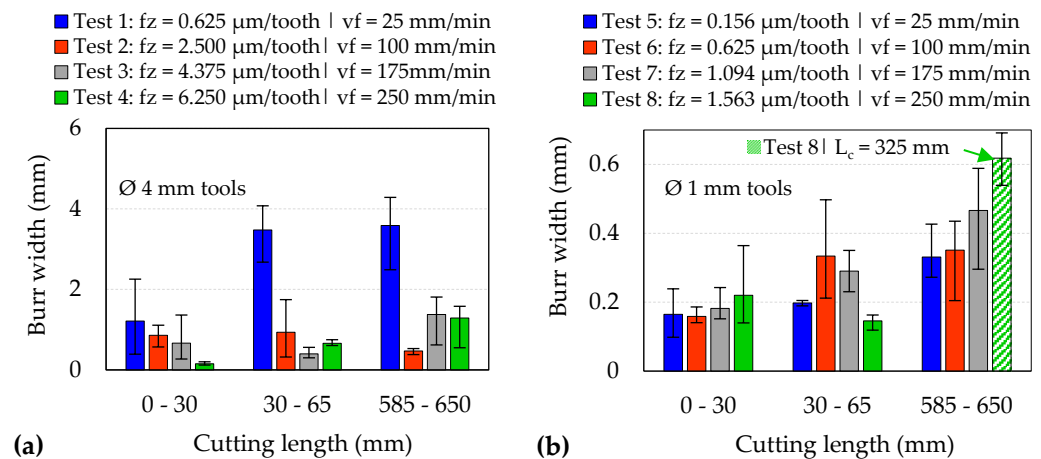 Test 1: fz = 0.625 µm/tooth | vf = 25 mm/min
Test 2: fz = 2.500 µm/tooth| vf = 100 mm/min
Test 3: fz = 4.375 µm/tooth| vf = 175mm/min
Test 4: fz = 6.250 µm/tooth| vf = 250 mm/min
Burr width (mm)
6
4
2
0
Ø 4 mm tools
0 - 30
30 - 65
585 - 650
(a)
Cutting length (mm)
Test 5: fz = 0.156 µm/tooth | vf = 25 mm/min
Test 6: fz = 0.625 µm/tooth | vf = 100 mm/min
Test 7: fz = 1.094 µm/tooth | vf = 175 mm/min
Test 8: fz = 1.563 µm/tooth | vf = 250 mm/min
Burr width (mm)
0.6
0.4
0.2
0.0
Test 8| Lc = 325 mm
Ø 1 mm tools
0 - 30
30 - 65
585 - 650
(b)
Cutting length (mm)